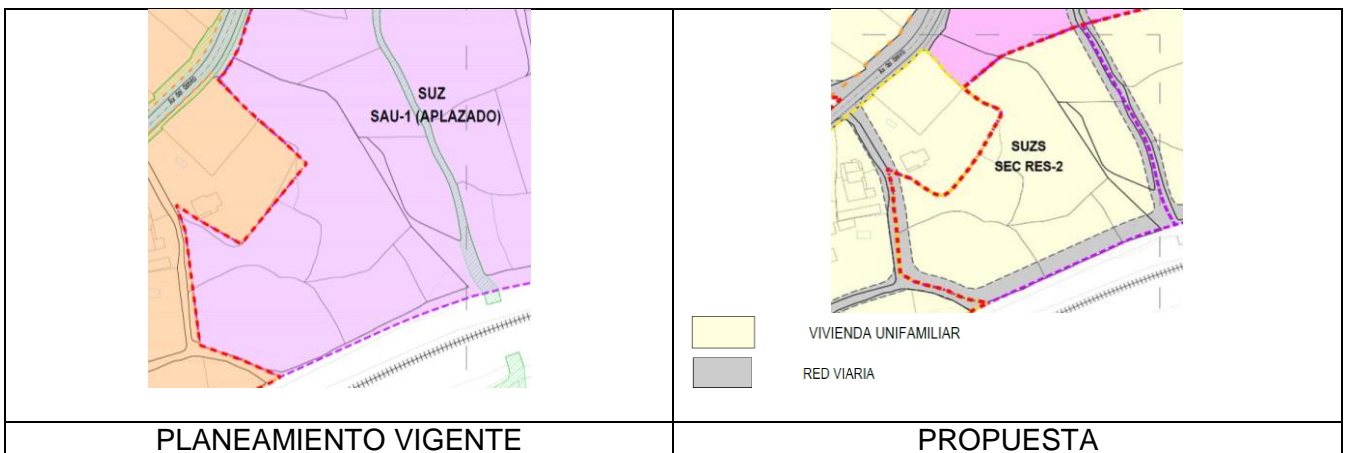 SUZ
SAU-1 (APLAZADO)
SUZS
SEC RES-2
VIVIENDA UNIFAMILIAR
RED VIARIA
PLANEAMIENTO VIGENTE
PROPUESTA